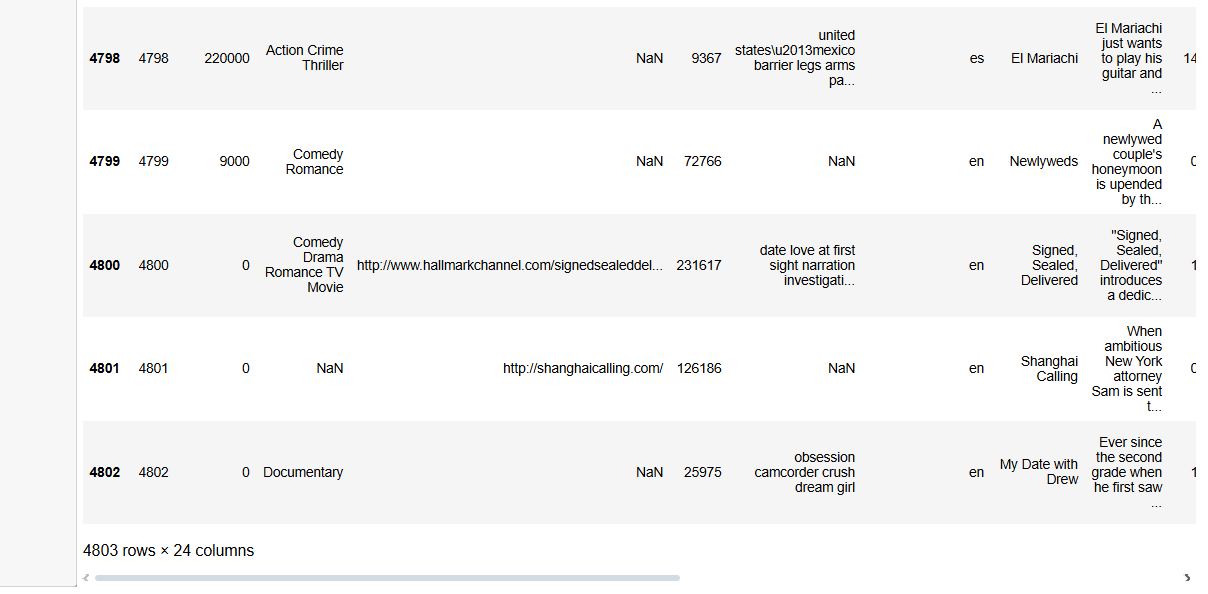 4798 4798 220000 Action Crime Thriller NaN 9367 united states\u2013mexico barrier legs arms pa... es El Mariachi El Mariachi just wants to play his guitar and ... 14
4799 4799 9000 Comedy Romance NaN 72766 NaN en Newlyweds A newlywed couple's honeymoon is upended by th... 0
4800 4800 0 Comedy Drama Romance TV Movie http://www.hallmarkchannel.com/signedsealeddel... 231617 date love at first sight narration investigati... en Signed, Sealed, Delivered "Signed, Sealed, Delivered" introduces a dedic... 1
4801 4801 0 NaN http://shanghaicalling.com/ 126186 NaN en Shanghai Calling When ambitious New York attorney Sam is sent t... 0
4802 4802 0 Documentary NaN 25975 obsession camcorder crush dream girl en My Date with Drew Ever since the second grade when he first saw ... 1
4803 rows × 24 columns